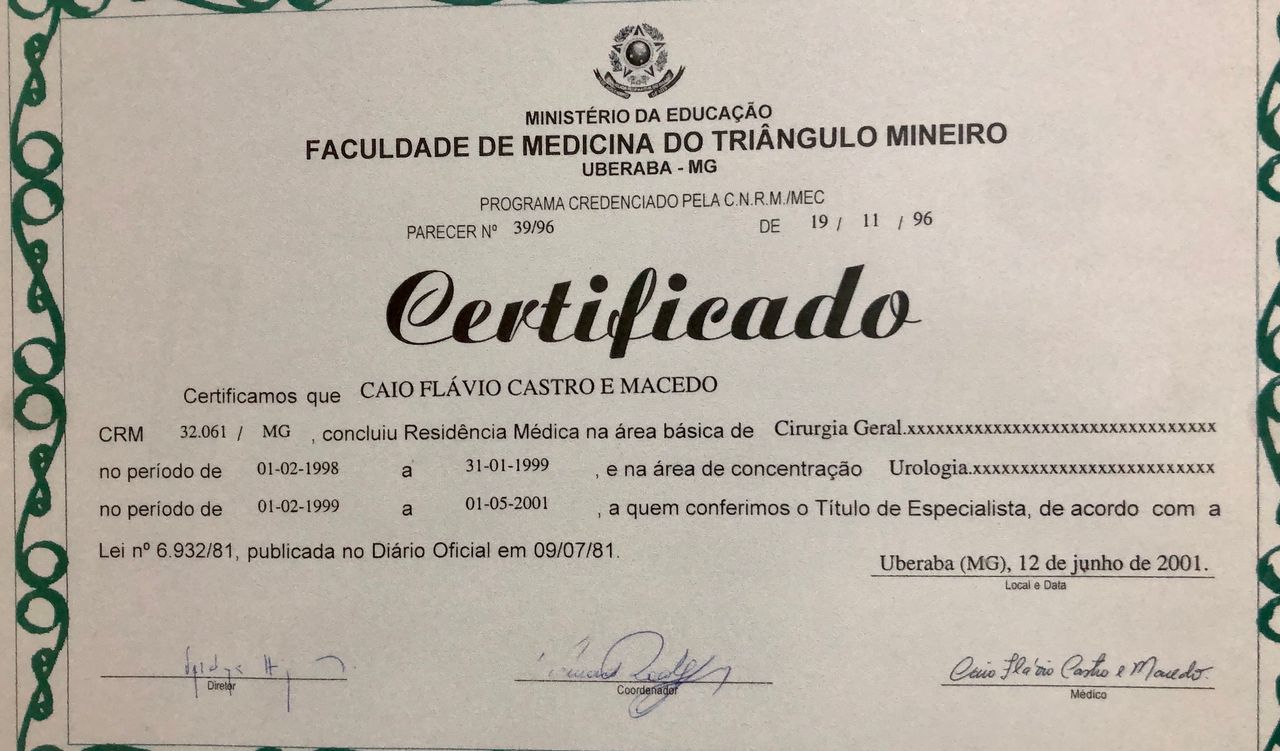 MINISTÉRIO DA EDUCAÇÃO
FACULDADE DE MEDICINA DO TRIÂNGULO MINEIRO
UBERABA - MG
PROGRAMA CREDENCIADO PELA C.N.R.M./MEC
PARECER Nº 39/96 DE 19 / 11 / 96
Certificado
Certificamos que CAIO FLÁVIO CASTRO E MACEDO
CRM 32.061 / MG , concluiu Residência Médica na área básica de Cirurgia Geral.xxxxxxxxxxxxxxxxxxxxxxxxxxxxxxxx
no período de 01-02-1998 a 31-01-1999 , e na área de concentração Urologia.xxxxxxxxxxxxxxxxxxxxxxxxx
no período de 01-02-1999 a 01-05-2001 , a quem conferimos o Título de Especialista, de acordo com a
Lei nº 6.932/81, publicada no Diário Oficial em 09/07/81.
Uberaba (MG), 12 de junho de 2001.
Local e Data
Caio Flávio Castro e Macedo
Diretor Coordenador Médico